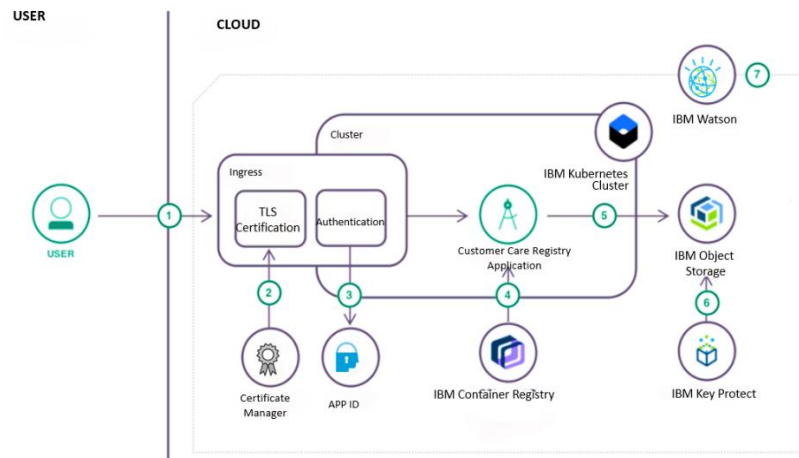 USER
CLOUD
7
IBM Watson
Cluster
IBM Kubernetes
Cluster
Ingress
TLS
Certification
Authentication
1
USER
5
Customer Care Registry
Application
IBM Object
Storage
2
3
4
6
Certificate
Manager
APP ID
IBM Container Registry
IBM Key Protect